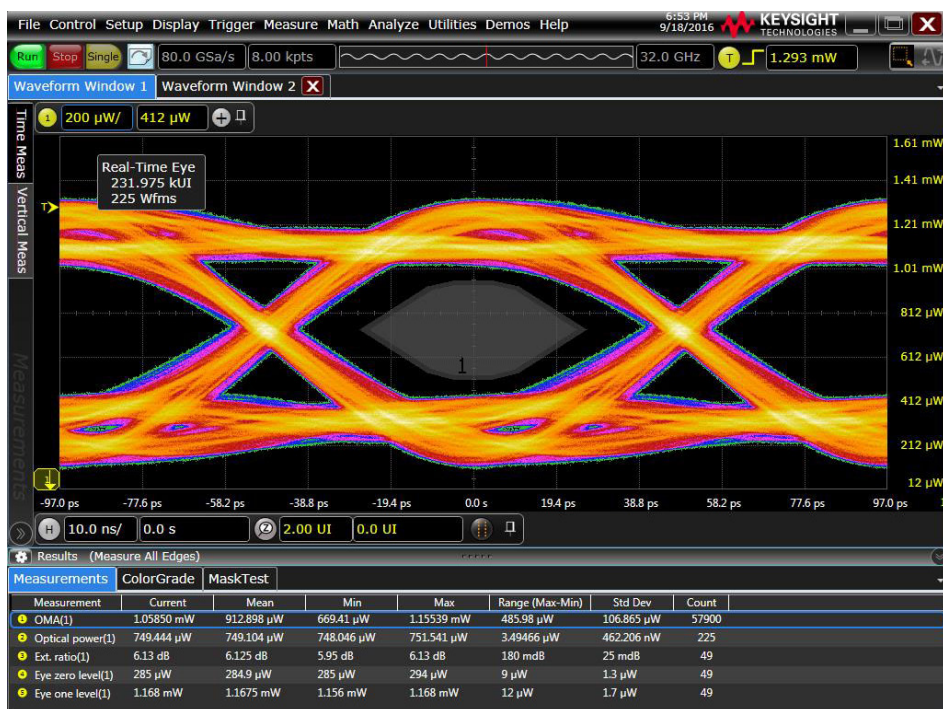 File Control Setup Display Trigger Measure Math Analyze Utilities Demos Help
6:53 PM
9/18/2016
KEYSIGHT
TECHNOLOGIES
Run Stop Single 80.0 GSa/s 8.00 kpts 32.0 GHz T 1.293 mW
Waveform Window 1 Waveform Window 2
Time Meas
Vertical Meas
Measurements
1 200 µW/ 412 µW
Real-Time Eye
231.975 kUI
225 Wfms
T
1
1
1.61 mW
1.41 mW
1.21 mW
1.01 mW
812 µW
612 µW
412 µW
212 µW
12 µW
-97.0 ps -77.6 ps -58.2 ps -38.8 ps -19.4 ps 0.0 s 19.4 ps 38.8 ps 58.2 ps 77.6 ps 97.0 ps
H 10.0 ns/ 0.0 s 2.00 UI 0.0 UI
Results (Measure All Edges)
Measurements ColorGrade MaskTest
Measurement Current Mean Min Max Range (Max-Min) Std Dev Count
1 OMA(1) 1.05850 mW 912.898 µW 669.41 µW 1.15539 mW 485.98 µW 106.865 µW 57900
2 Optical power(1) 749.444 µW 749.104 µW 748.046 µW 751.541 µW 3.49466 µW 462.206 nW 225
3 Ext. ratio(1) 6.13 dB 6.125 dB 5.95 dB 6.13 dB 180 mdB 25 mdB 49
4 Eye zero level(1) 285 µW 284.9 µW 285 µW 294 µW 9 µW 1.3 µW 49
5 Eye one level(1) 1.168 mW 1.1675 mW 1.156 mW 1.168 mW 12 µW 1.7 µW 49